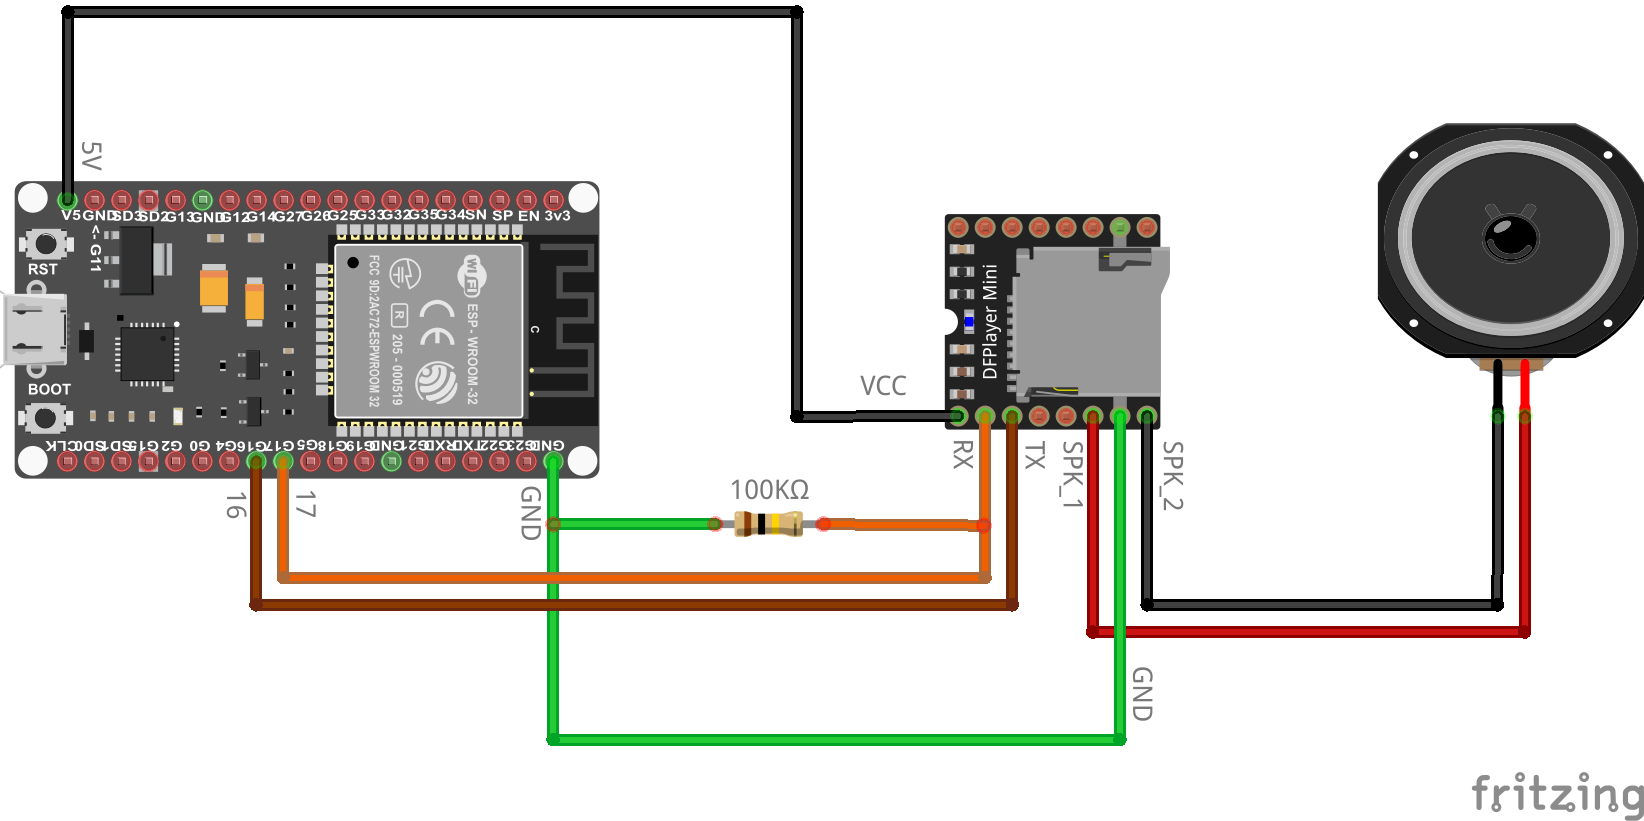 5V
V5 GND SD3 SD2 G13 GND G12 G14 G27 G26 G25 G33 G32 G35 G34 SN SP EN 3v3
<- G11
RST
BOOT
FCC 9D:2AC72-ESPWROOM 32
R
205 - 000519
CE
Wi Fi
ESP - WROOM -32
C
CLK SD0 SD1 G15 G2 G0 G4 G16 G17 G5 G18 G19 GND G21 RXD TXD G22 G23 GND
16
17
GND
100KΩ
VCC
DFPlayer Mini
RX
TX
SPK_1
SPK_2
GND
fritzing